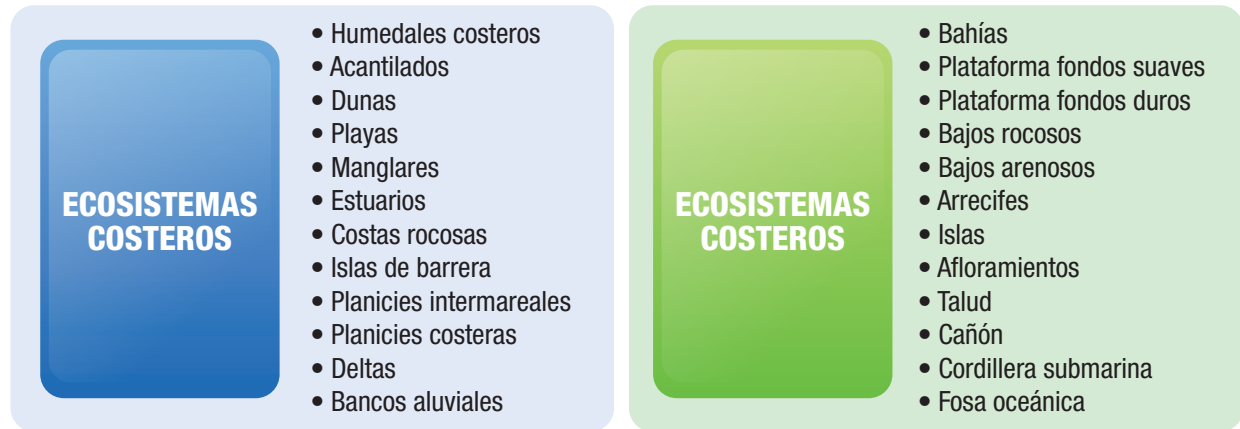 ECOSISTEMAS
COSTEROS
• Humedales costeros
• Acantilados
• Dunas
• Playas
• Manglares
• Estuarios
• Costas rocosas
• Islas de barrera
• Planicies intermareales
• Planicies costeras
• Deltas
• Bancos aluviales
ECOSISTEMAS
COSTEROS
• Bahías
• Plataforma fondos suaves
• Plataforma fondos duros
• Bajos rocosos
• Bajos arenosos
• Arrecifes
• Islas
• Afloramientos
• Talud
• Cañón
• Cordillera submarina
• Fosa oceánica